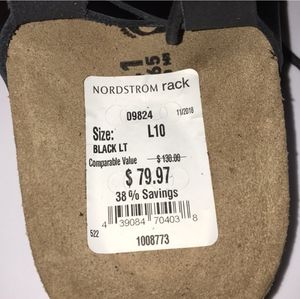 NORDSTROM rack
09824
11/2018
Size: L10
BLACK LT
Comparable Value $ 130.00
$ 79.97
38% Savings
522
4 39084 70403 8
1008773